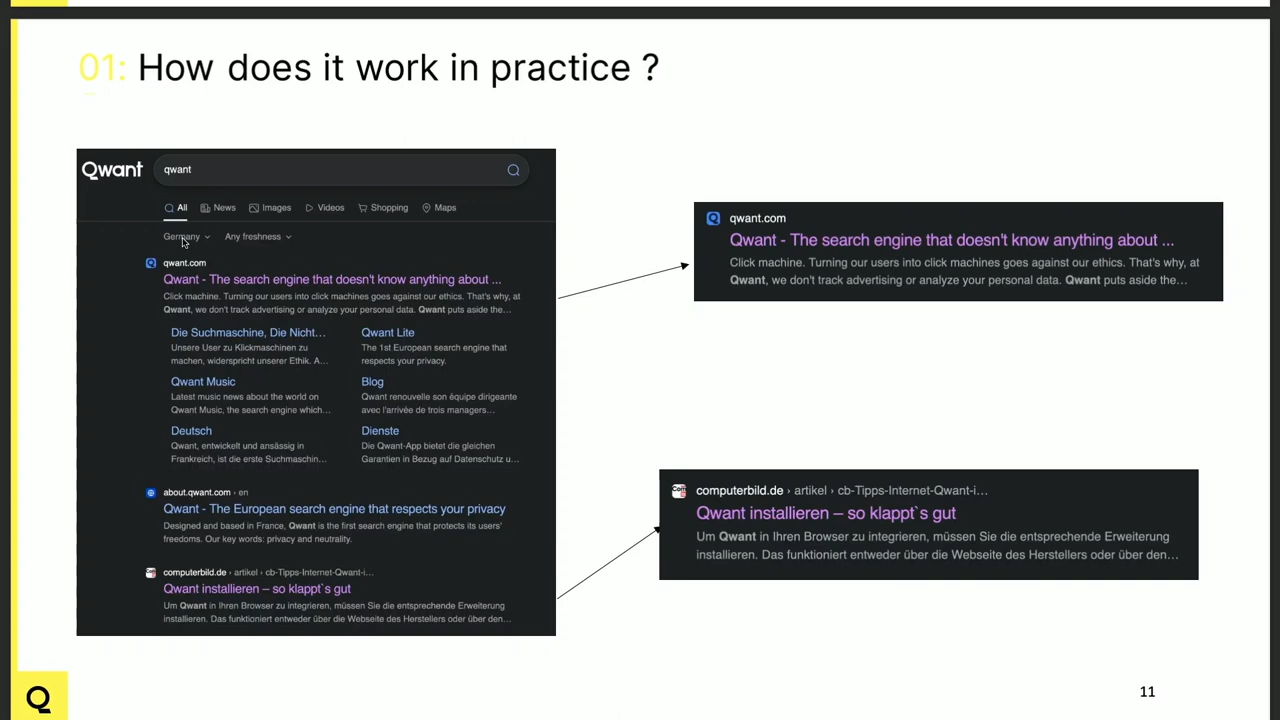 01: How does it work in practice ?
Qwant
qwant
All News Images Videos Shopping Maps
Germany Any freshness
qwant.com
Qwant - The search engine that doesn't know anything about ...
Click machine. Turning our users into click machines goes against our ethics. That's why, at
Qwant, we don't track advertising or analyze your personal data. Qwant puts aside the...
Die Suchmaschine, Die Nicht...
Unsere User zu Klickmaschinen zu
machen, widerspricht unserer Ethik. A...
Qwant Lite
The 1st European search engine that
respects your privacy.
Qwant Music
Latest music news about the world on
Qwant Music, the search engine which...
Blog
Qwant renouvelle son équipe dirigeante
avec l'arrivée de trois managers...
Deutsch
Qwant, entwickelt und ansässig in
Frankreich, ist die erste Suchmaschin...
Dienste
Die Qwant-App bietet die gleichen
Garantien in Bezug auf Datenschutz u...
about.qwant.com › en
Qwant - The European search engine that respects your privacy
Designed and based in France, Qwant is the first search engine that protects its users'
freedoms. Our key words: privacy and neutrality.
computerbild.de › artikel › cb-Tipps-Internet-Qwant-i...
Qwant installieren – so klappt`s gut
Um Qwant in Ihren Browser zu integrieren, müssen Sie die entsprechende Erweiterung
installieren. Das funktioniert entweder über die Webseite des Herstellers oder über den...
qwant.com
Qwant - The search engine that doesn't know anything about ...
Click machine. Turning our users into click machines goes against our ethics. That's why, at
Qwant, we don't track advertising or analyze your personal data. Qwant puts aside the...
computerbild.de › artikel › cb-Tipps-Internet-Qwant-i...
Qwant installieren – so klappt`s gut
Um Qwant in Ihren Browser zu integrieren, müssen Sie die entsprechende Erweiterung
installieren. Das funktioniert entweder über die Webseite des Herstellers oder über den...
Q
11